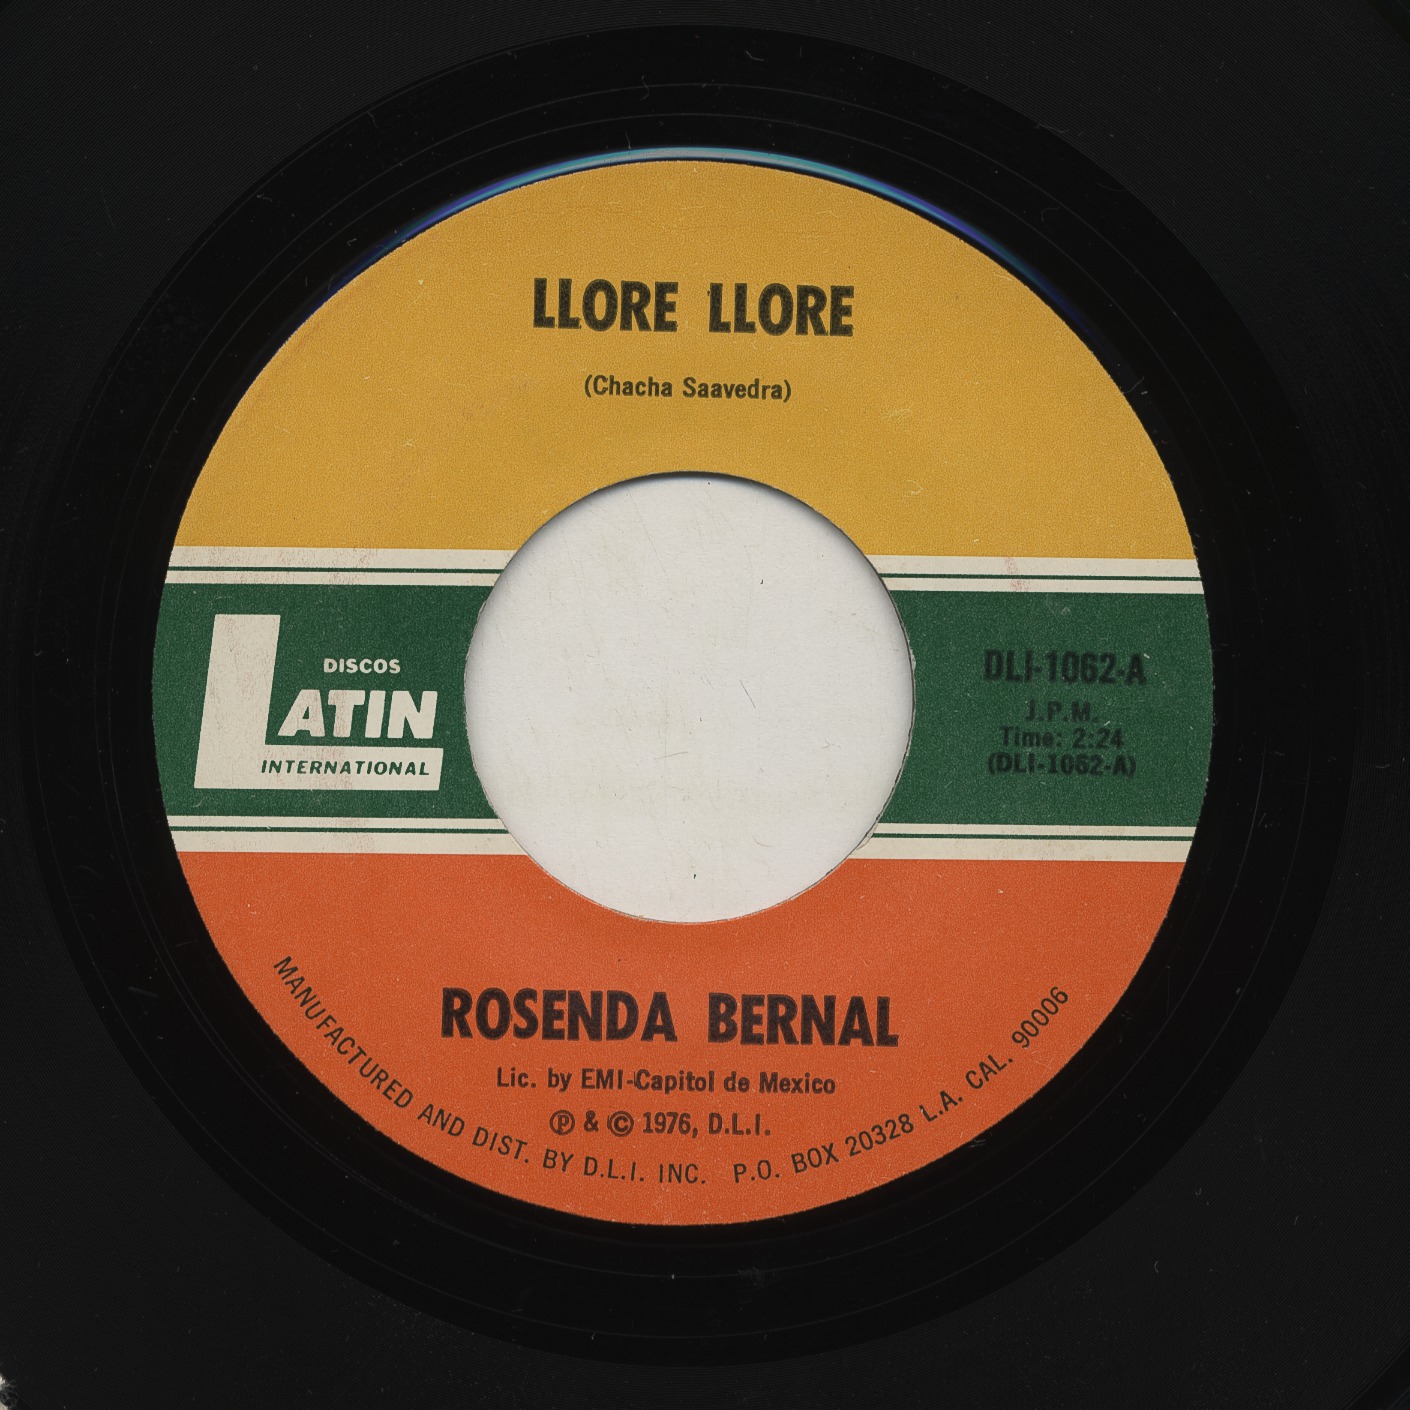 LLORE LLORE
(Chacha Saavedra)
DISCOS
LATIN
INTERNATIONAL
DLI-1062-A
J.P.M.
Time: 2:24
(DLI-1062-A)
ROSENDA BERNAL
Lic. by EMI-Capitol de Mexico
℗ & © 1976, D.L.I.
MANUFACTURED AND DIST. BY D.L.I. INC. P.O. BOX 20328 L.A. CAL. 90006